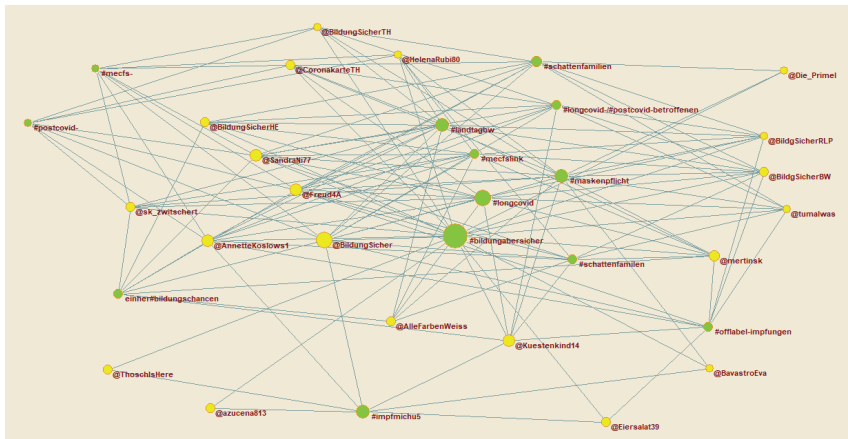 @BildungSicherTH
@HelenaRubi80
#mecfs-
@CoronakarteTH
#schattenfamilien
@Die_Primel
#longcovid-/#postcovid-betroffenen
#postcovid-
@BildungSicherHE
#landtagbw
@BildgSicherRLP
#mecfslink
@SandraNi77
@BildgSicherBW
#maskenpflicht
@Freud4A
#longcovid
@sk_zwitschert
@tumalwas
@AnnetteKoslows1
@BildungSicher
#bildungabersicher
#schattenfamilen
@mertinsk
einher#bildungschancen
@AlleFarbenWeiss
#offlabel-impfungen
@Kuestenkind14
@ThoschIsHere
@BavastroEva
@azucena813
#impfmichu5
@Eiersalat39